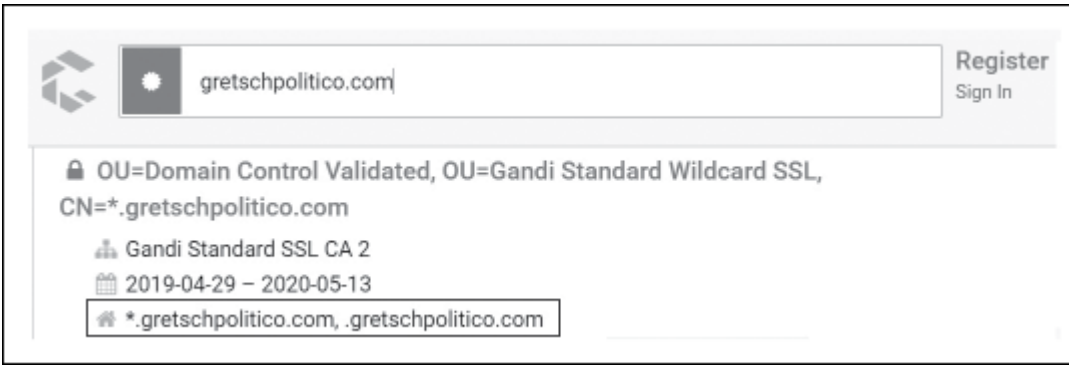 gretschpolitico.com
Register
Sign In
OU=Domain Control Validated, OU=Gandi Standard Wildcard SSL,
CN=*.gretschpolitico.com
Gandi Standard SSL CA 2
2019-04-29 – 2020-05-13
*.gretschpolitico.com, .gretschpolitico.com